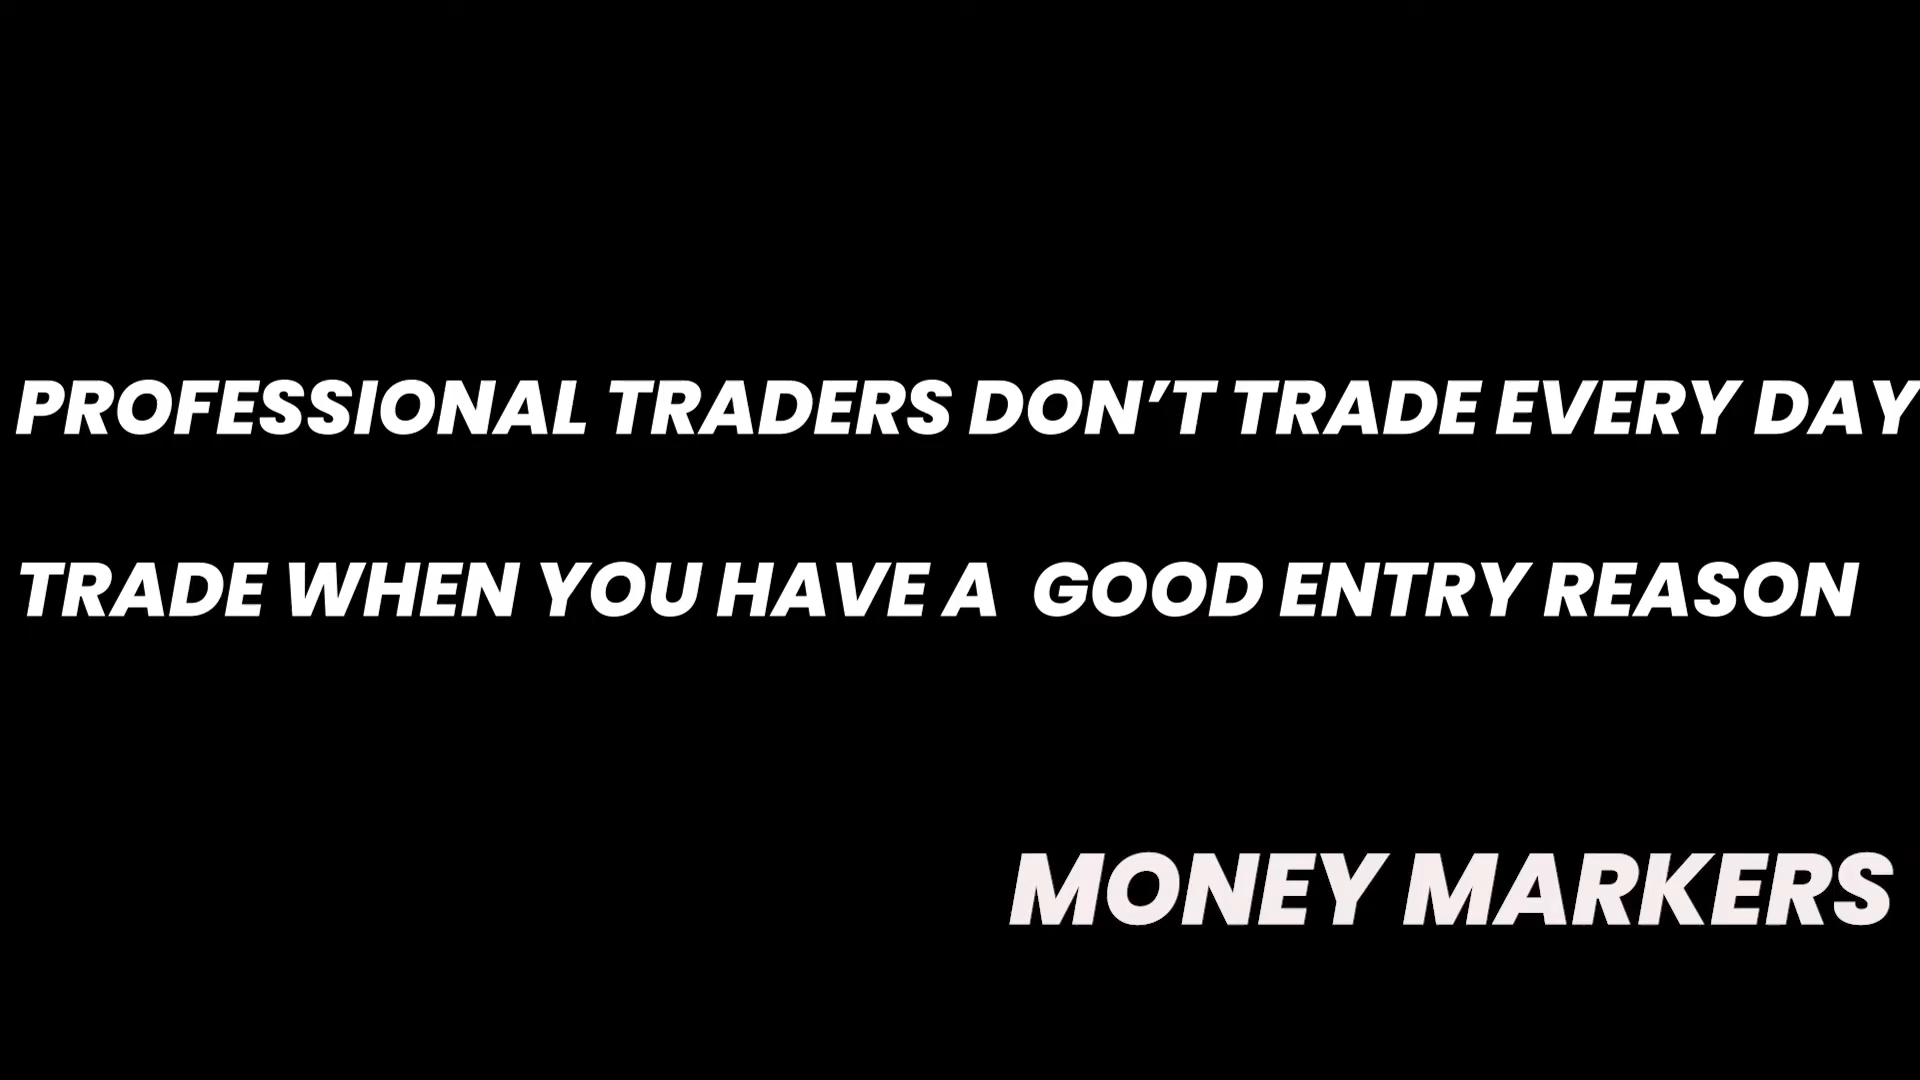 PROFESSIONAL TRADERS DON’T TRADE EVERY DAY
TRADE WHEN YOU HAVE A  GOOD ENTRY REASON
MONEY MARKERS